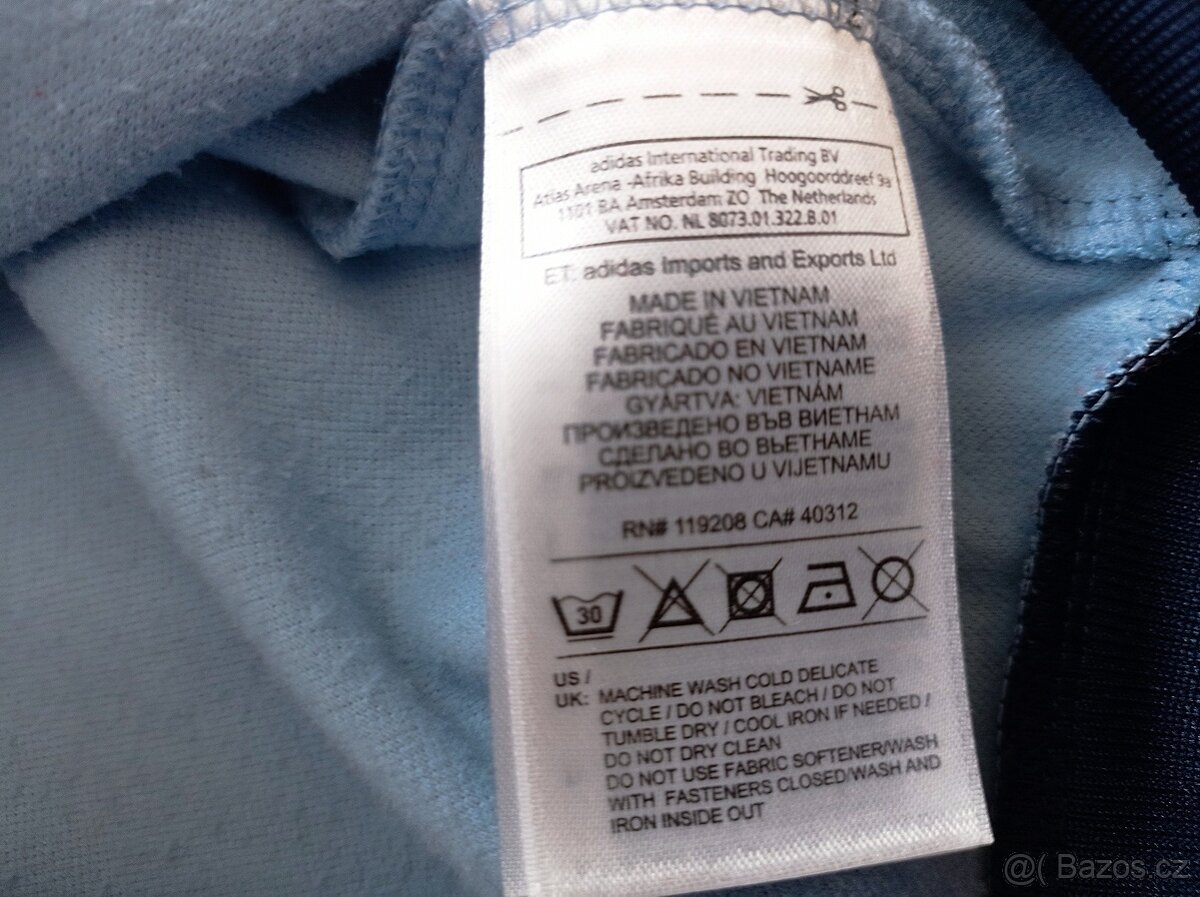 adidas International Trading BV
Atlas Arena -Afrika Building Hoogoorddreef 9a
1101 BA Amsterdam ZO The Netherlands
VAT NO. NL 8073.01.322.B.01
ET: adidas Imports and Exports Ltd
MADE IN VIETNAM
FABRIQUÉ AU VIETNAM
FABRICADO EN VIETNAM
FABRICADO NO VIETNAME
GYÁRTVA: VIETNÁM
ПРОИЗВЕДЕНО ВЪВ ВИЕТНАМ
СДЕЛАНО ВО ВЬЕТНАМЕ
PROIZVEDENO U VIJETNAMU
RN# 119208 CA# 40312
30
US /
UK: MACHINE WASH COLD DELICATE
CYCLE / DO NOT BLEACH / DO NOT
TUMBLE DRY / COOL IRON IF NEEDED /
DO NOT DRY CLEAN
DO NOT USE FABRIC SOFTENER/WASH
WITH FASTENERS CLOSED/WASH AND
IRON INSIDE OUT
@( Bazos.cz